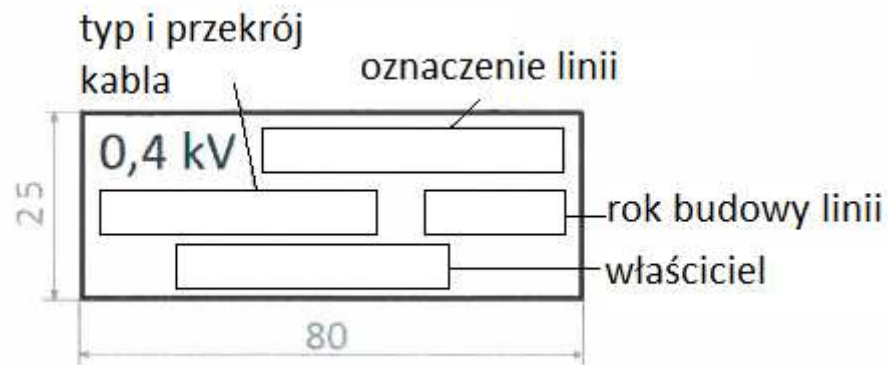 typ i przekrój
kabla
oznaczenie linii
0,4 kV
25
rok budowy linii
właściciel
80